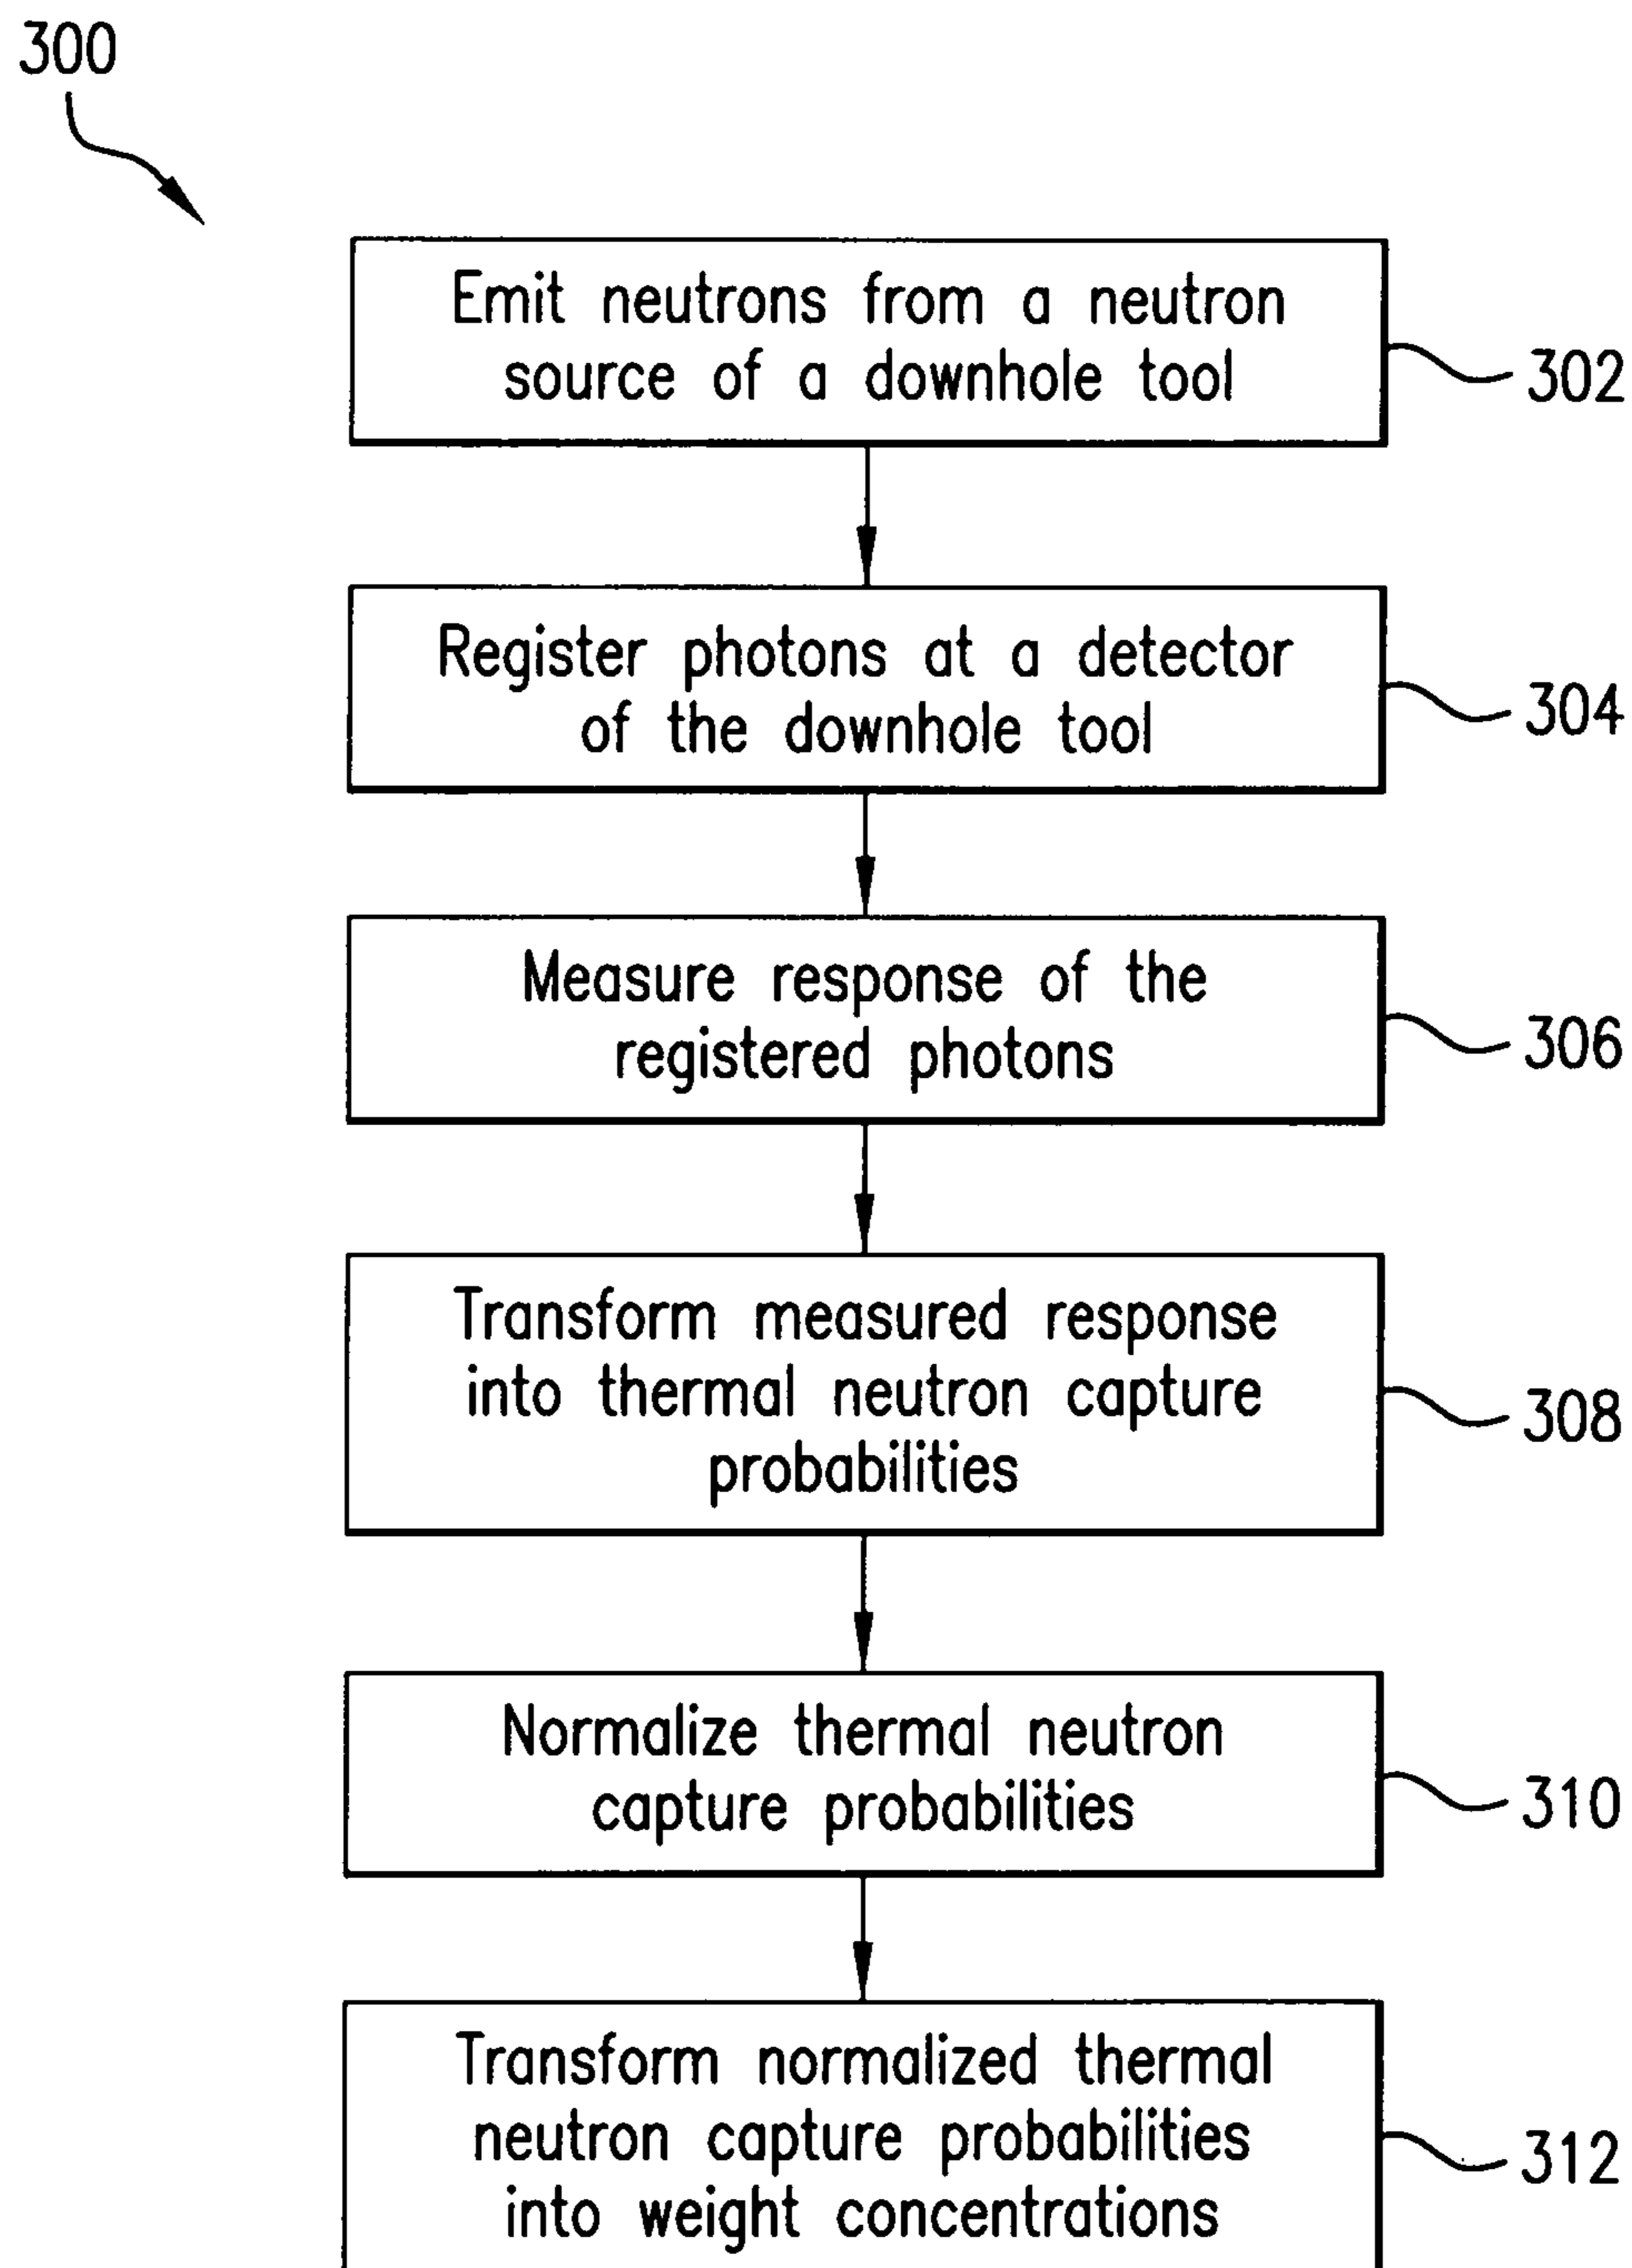 300
Emit neutrons from a neutron
source of a downhole tool
302
Register photons at a detector
of the downhole tool
304
Measure response of the
registered photons
306
Transform measured response
into thermal neutron capture
probabilities
308
Normalize thermal neutron
capture probabilities
310
Transform normalized thermal
neutron capture probabilities
into weight concentrations
312